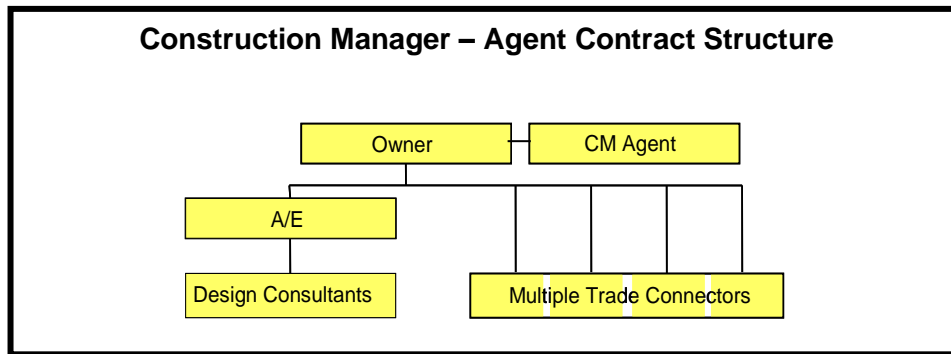 Construction Manager – Agent Contract Structure
Owner
CM Agent
A/E
Design Consultants
Multiple Trade Connectors